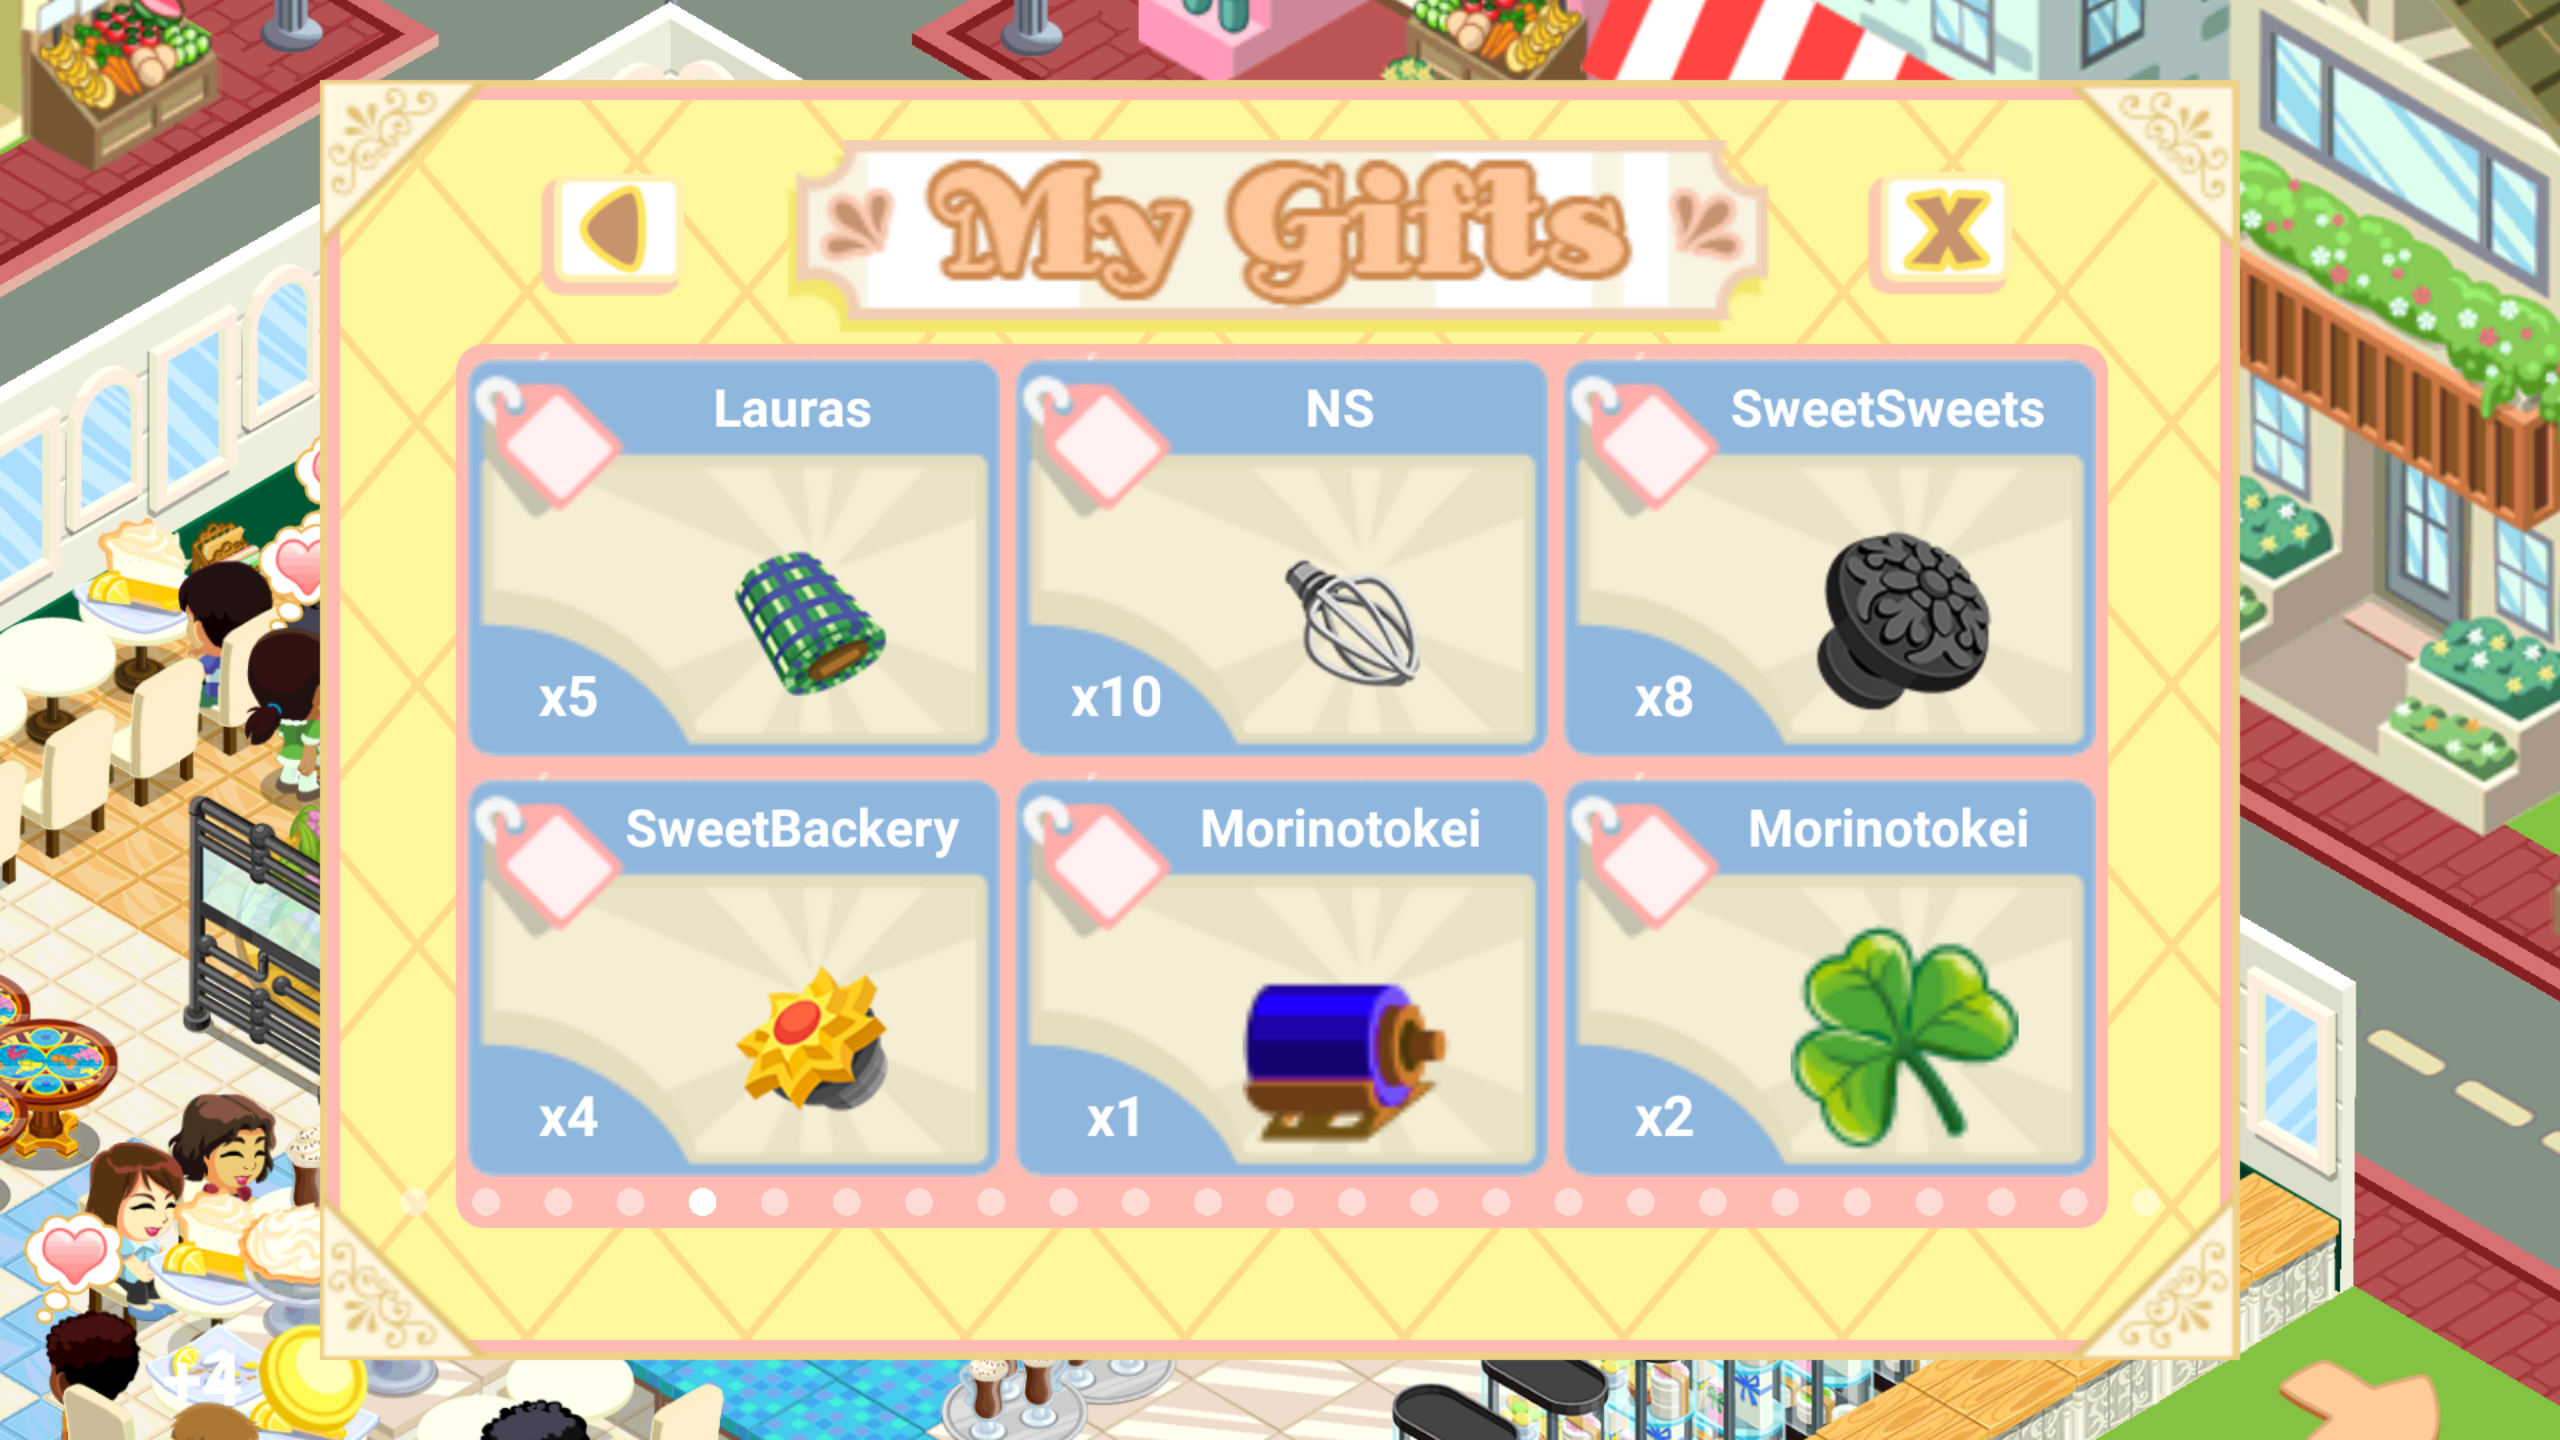 My Gifts
X
Lauras
NS
SweetSweets
x5
x10
x8
SweetBackery
Morinotokei
Morinotokei
x4
x1
x2
+4